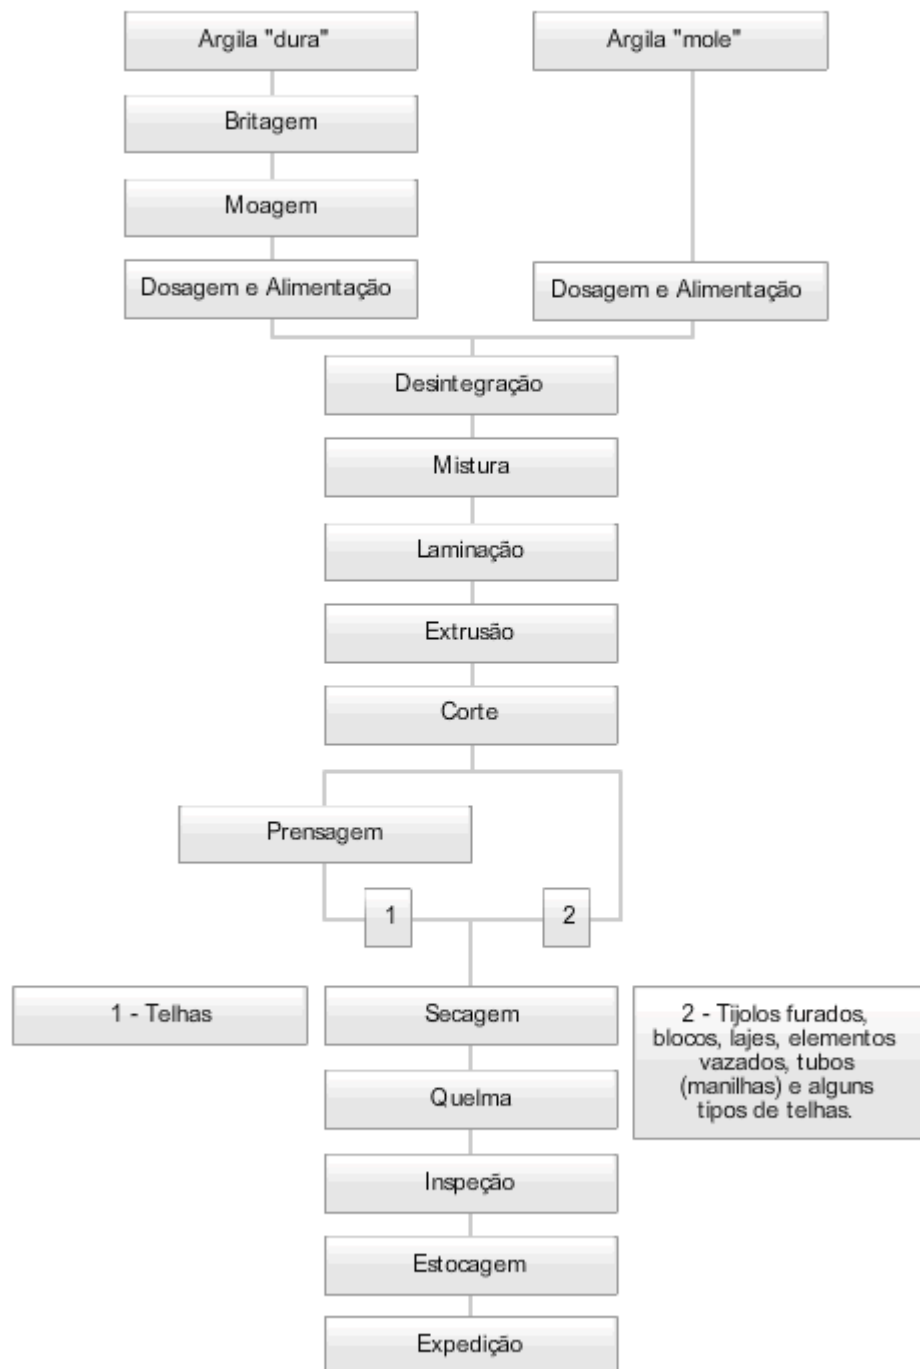 Argila "dura"
Argila "mole"
Britagem
Moagem
Dosagem e Alimentação
Dosagem e Alimentação
Desintegração
Mistura
Laminação
Extrusão
Corte
Prensagem
1
2
1 - Telhas
Secagem
2 - Tijolos furados,
blocos, lajes, elementos
vazados, tubos
(manilhas) e alguns
tipos de telhas.
Quelma
Inspeção
Estocagem
Expedição